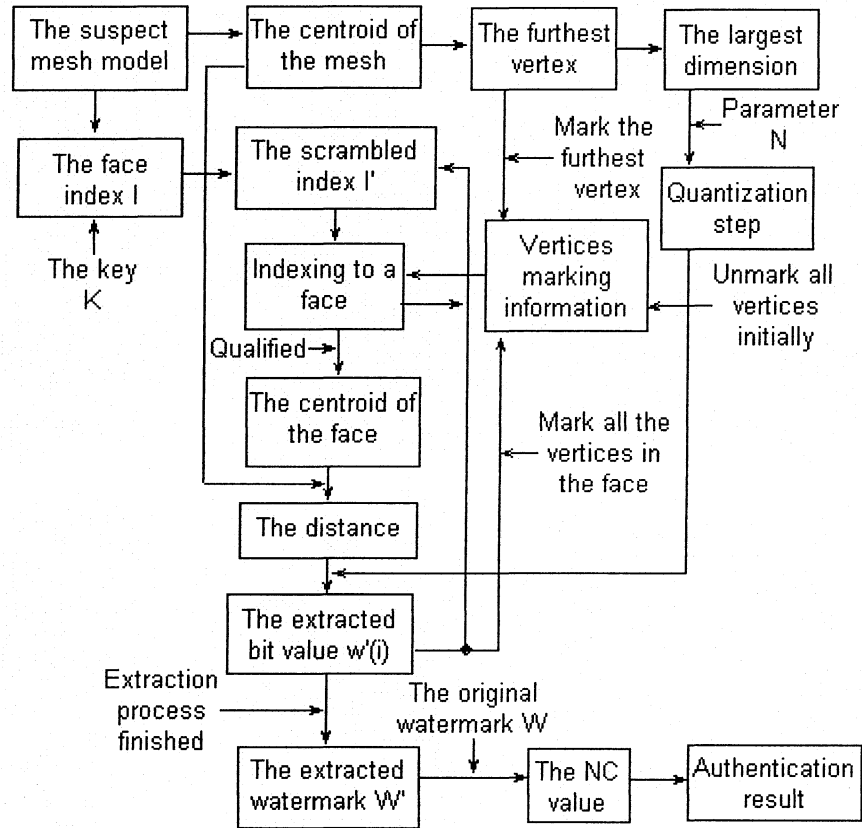 The suspect
mesh model
The centroid of
the mesh
The furthest
vertex
The largest
dimension
Parameter
N
Mark the
furthest
vertex
The face
index I
The scrambled
index I'
Quantization
step
The key
K
Indexing to a
face
Vertices
marking
information
Unmark all
vertices
initially
Qualified
The centroid of
the face
Mark all the
vertices in
the face
The distance
The extracted
bit value w'(i)
Extraction
process
finished
The original
watermark W
The extracted
watermark W'
The NC
value
Authentication
result